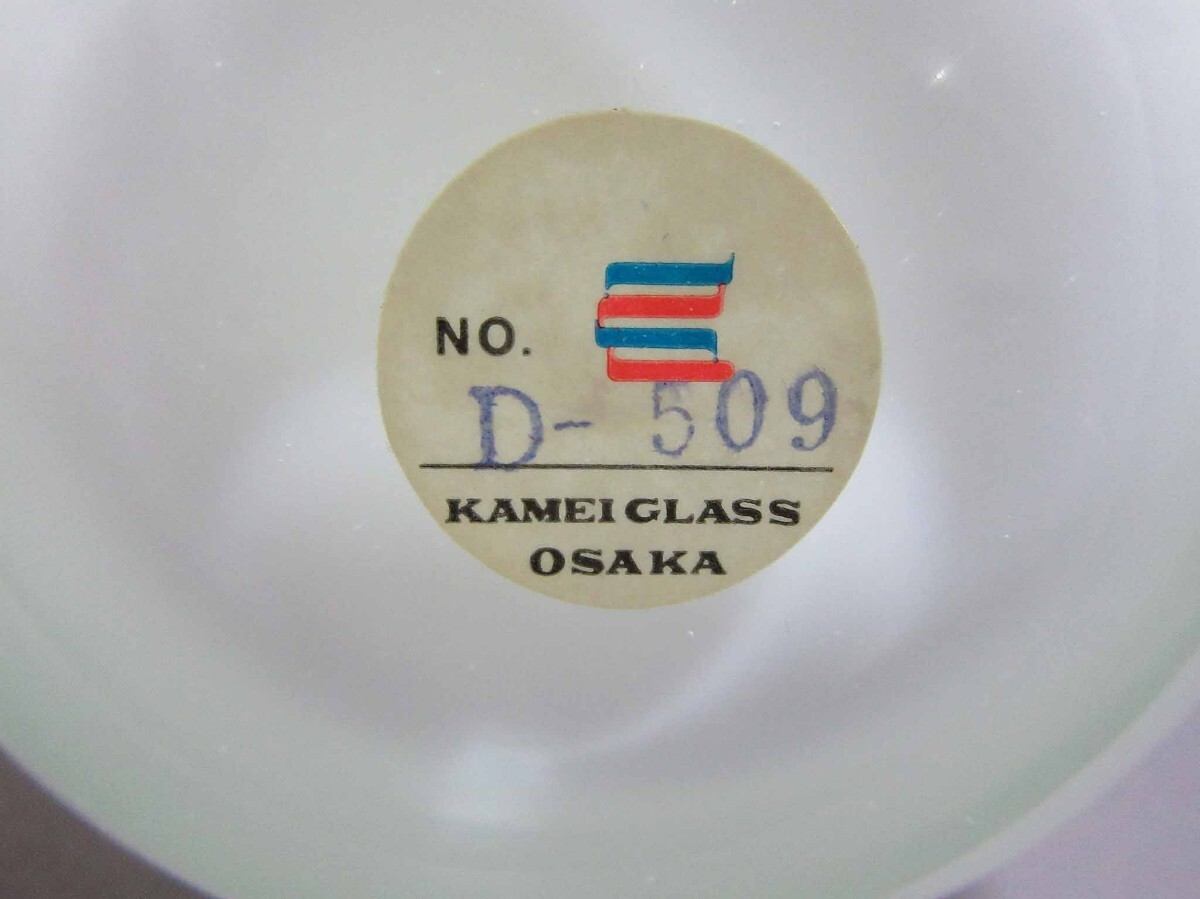 NO.
D- 509
KAMEI GLASS
OSAKA